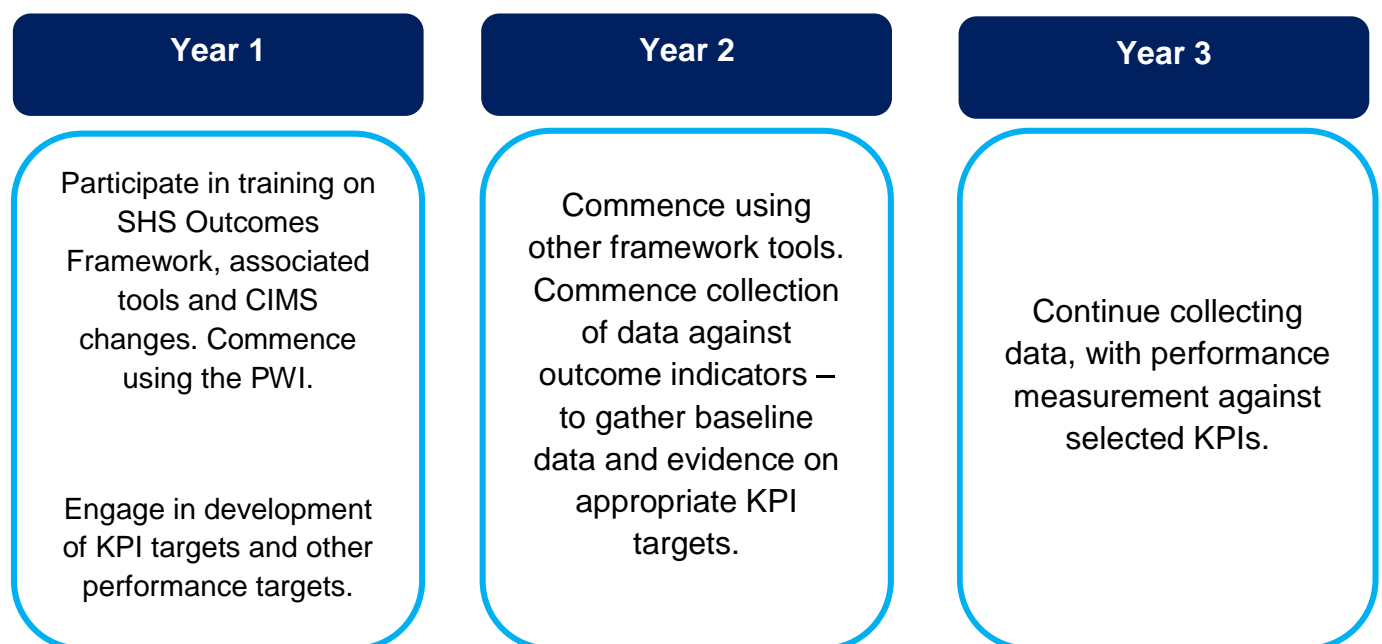 Year 1
Participate in training on
SHS Outcomes
Framework, associated
tools and CIMS
changes. Commence
using the PWI.
Engage in development
of KPI targets and other
performance targets.
Year 2
Commence using
other framework tools.
Commence collection
of data against
outcome indicators –
to gather baseline
data and evidence on
appropriate KPI
targets.
Year 3
Continue collecting
data, with performance
measurement against
selected KPIs.